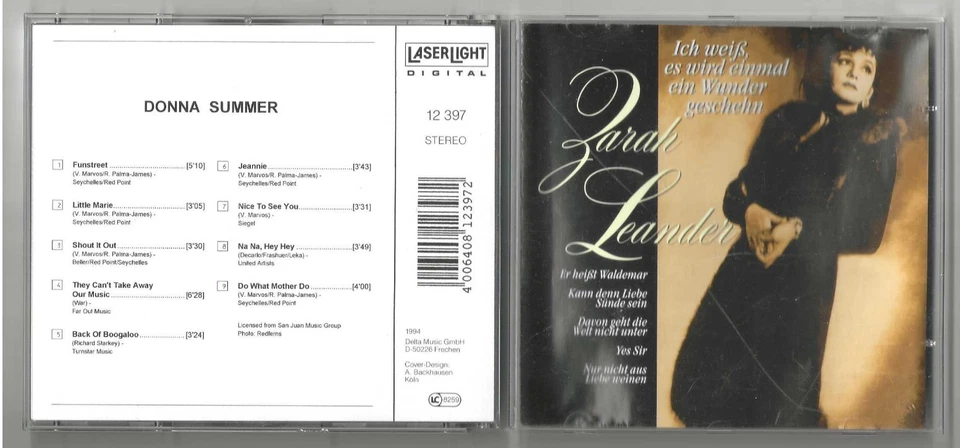 DONNA SUMMER
1 Funstreet [5'10]
(V. Marvos/R. Palma-James) -
Seychelles/Red Point
2 Little Marie [3'05]
(V. Marvos/R. Palma-James) -
Seychelles/Red Point
3 Shout It Out [3'30]
(V. Marvos/R. Palma-James) -
Beller/Red Point/Seychelles
4 They Can't Take Away
Our Music [6'28]
(War) -
Far Out Music
5 Back Of Boogaloo [3'24]
(Richard Starkey) -
Turnstar Music
6 Jeannie [3'43]
(V. Marvos/R. Palma-James) -
Seychelles/Red Point
7 Nice To See You [3'31]
(V. Marvos) -
Siegel
8 Na Na, Hey Hey [3'49]
(Decarlo/Frashuer/Leka) -
United Artists
9 Do What Mother Do [4'00]
(V. Marvos/R. Palma-James) -
Seychelles/Red Point
Licensed from San Juan Music Group
Photo: Redferns
LASERLIGHT
DIGITAL
12 397
STEREO
4 006408 123972
1994
Delta Music GmbH
D-50226 Frechen
Cover-Design:
A. Backhausen
Köln
LC 8259
Ich weiß,
es wird einmal
ein Wunder
geschehn
Zarah
Leander
Er heißt Waldemar
Kann denn Liebe
Sünde sein
Davon geht die
Welt nicht unter
Yes Sir
Nur nicht aus
Liebe weinen